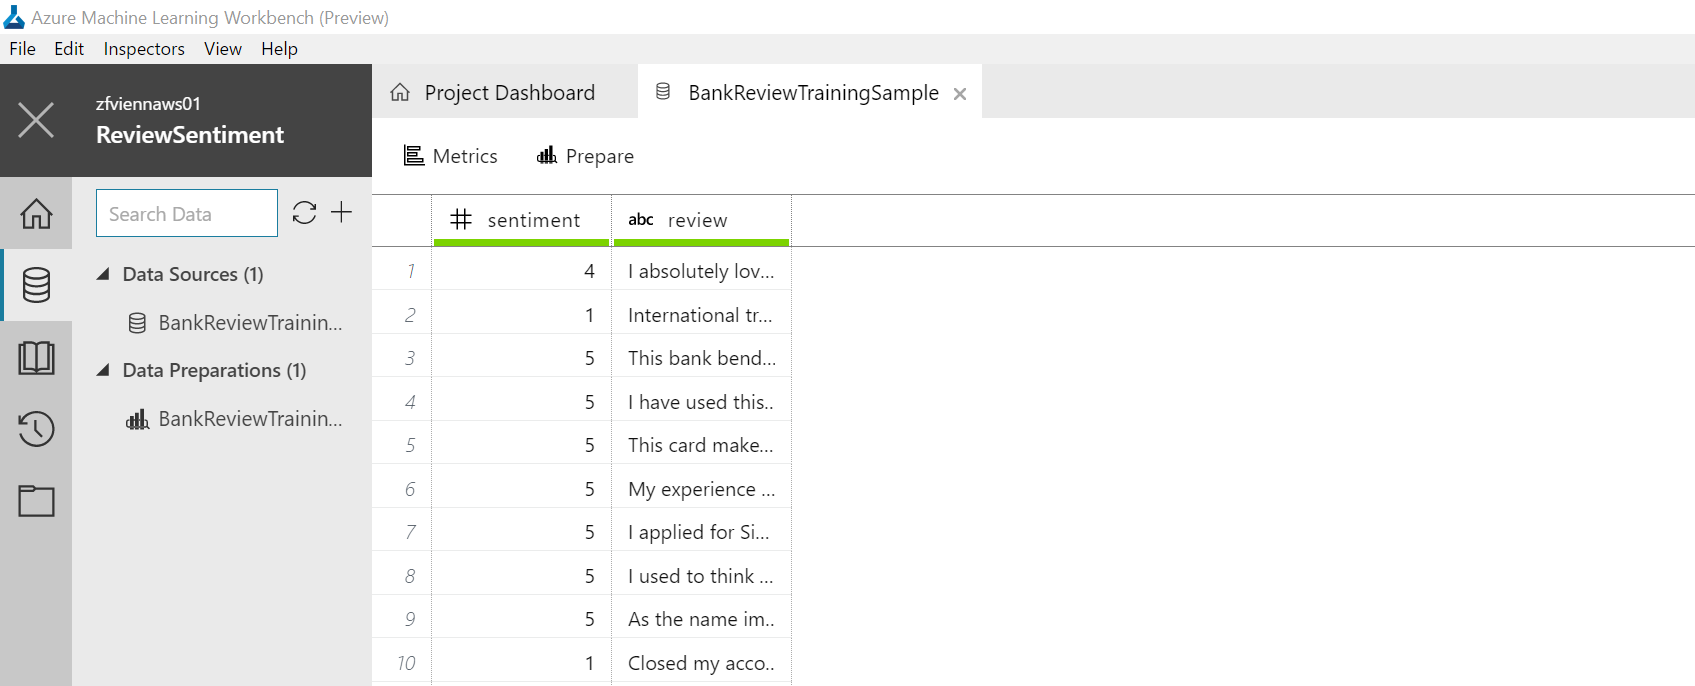 Azure Machine Learning Workbench (Preview)
File Edit Inspectors View Help
zfviennaws01
ReviewSentiment
Search Data
Data Sources (1)
BankReviewTrainin...
Data Preparations (1)
BankReviewTrainin...
Project Dashboard BankReviewTrainingSample
Metrics Prepare
# sentiment abc review
1 4 I absolutely lov...
2 1 International tr...
3 5 This bank bend...
4 5 I have used this..
5 5 This card make...
6 5 My experience ...
7 5 I applied for Si...
8 5 I used to think ...
9 5 As the name im..
10 1 Closed my acco..